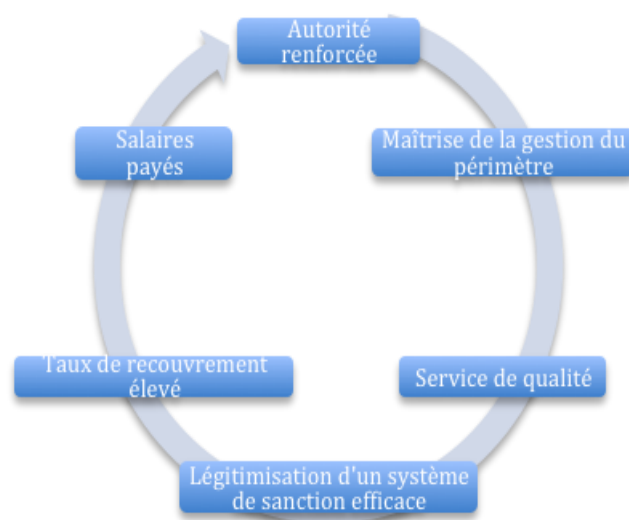 Autorité
renforcée
Salaires
payés
Maîtrise de la gestion du
périmètre
Taux de recouvrement
élevé
Service de qualité
Légitimisation d'un système
de sanction efficace